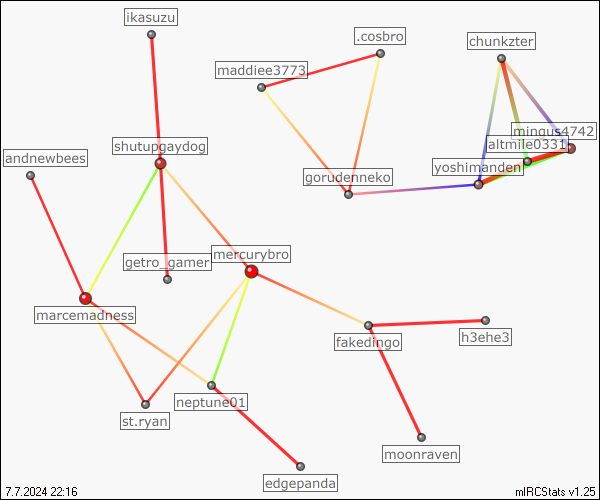 ikasuzu
.cosbro
chunkzter
maddiee3773
mingus4742
altmile0331
shutupgaydog
andnewbees
yoshimanden
gorudenneko
mercurybro
getro_gamer
marcemadness
h3ehe3
fakedingo
neptune01
st.ryan
moonraven
edgepanda
7.7.2024 22:16
mIRCStats v1.25